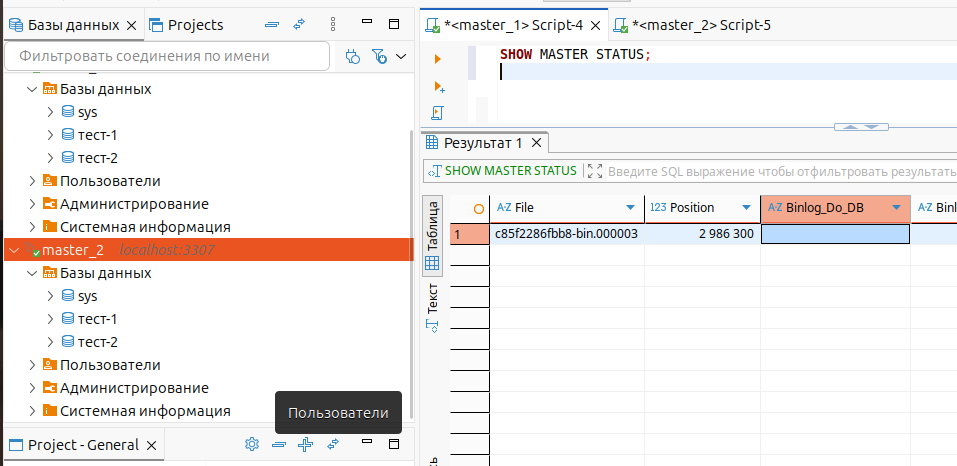 Базы данных
Projects
Фильтровать соединения по имени
Базы данных
sys
тест-1
тест-2
Пользователи
Администрирование
Системная информация
master_2 localhost:3307
Базы данных
sys
тест-1
тест-2
Пользователи
Администрирование
Системная информация
Пользователи
Project - General
*<master_1> Script-4
*<master_2> Script-5
SHOW MASTER STATUS;
Результат 1
SHOW MASTER STATUS
Введите SQL выражение чтобы отфильтровать результать
Таблица
Текст
A-Z File
123 Position
A-Z Binlog_Do_DB
A-Z Binl
1 c85f2286fbb8-bin.000003 2 986 300